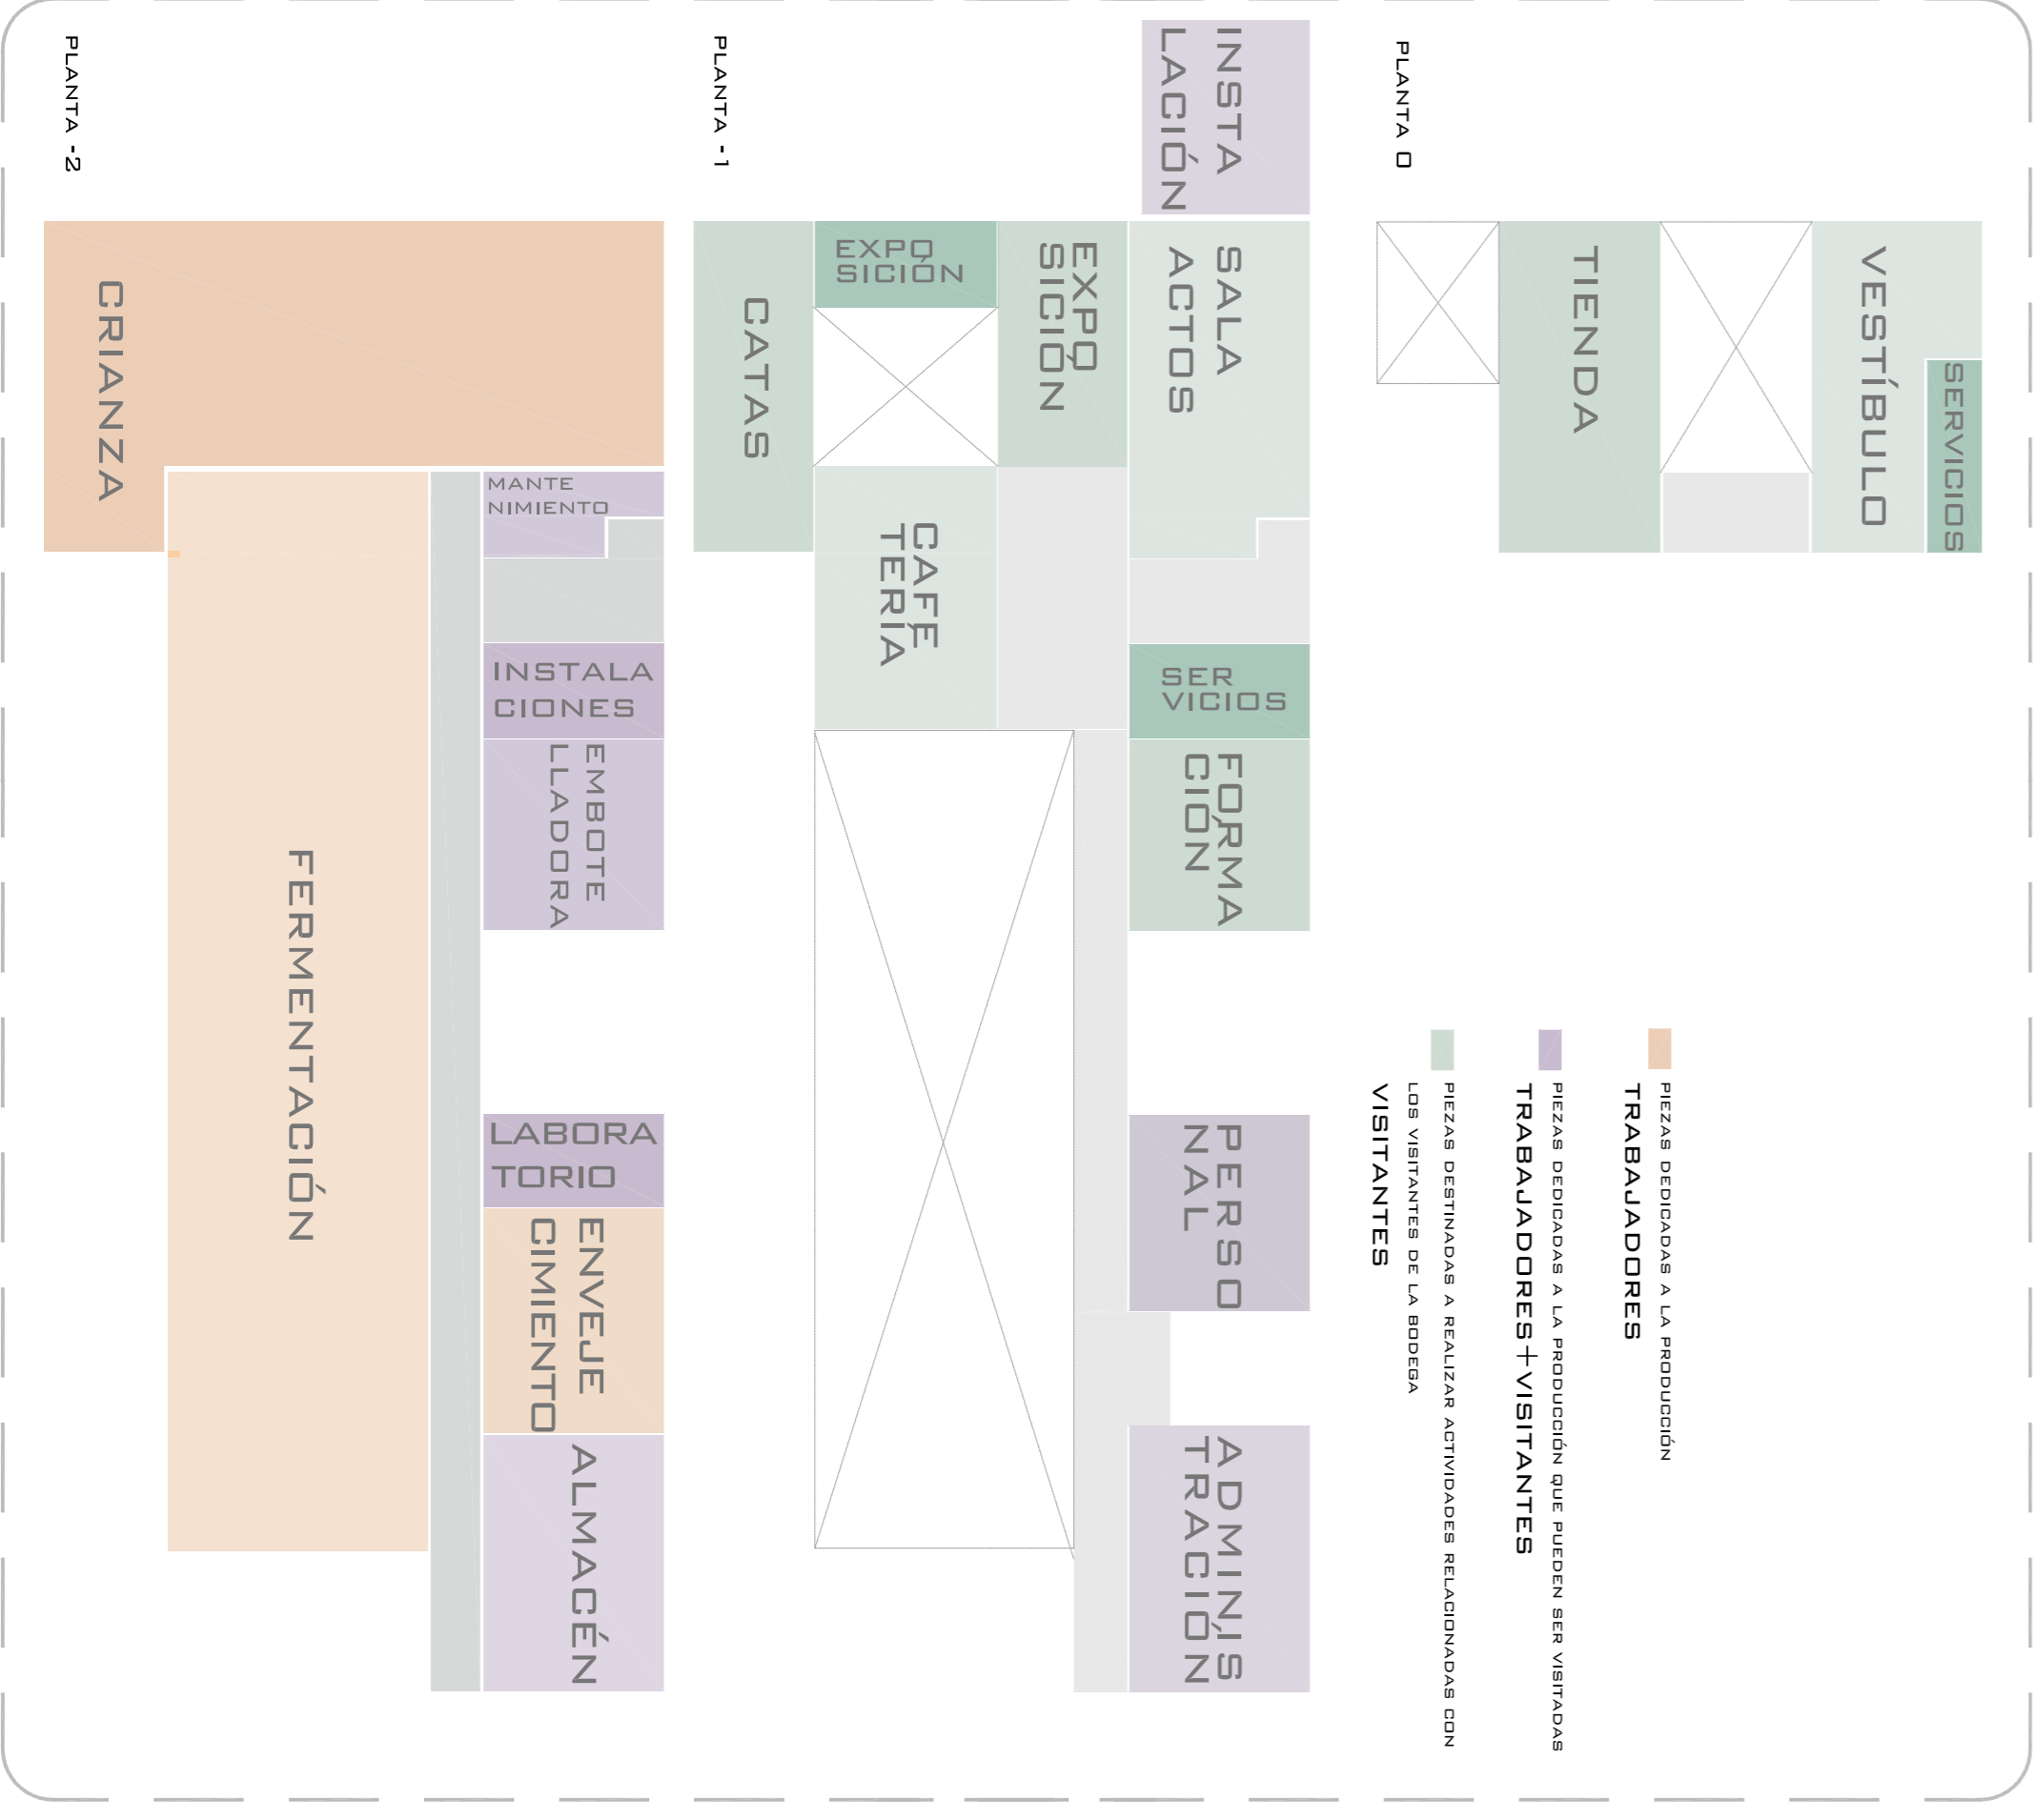 PLANTA -2
CRIANZA
FERMENTACIÓN
MANTE
NIMIENTO
INSTALA
CIONES
EMBOTE
LLADORA
LABORA
TORIO
ENVEJE
CIMIENTO
ALMACÉN
PLANTA -1
CATAS
EXPO
SICIÓN
EXPO
SICIÓN
INSTA
LACIÓN
SALA
ACTOS
CAFE
TERÍA
SER
VICIOS
FORMA
CIÓN
PERSO
NAL
ADMINIS
TRACIÓN
PLANTA 0
TIENDA
VESTÍBULO
SERVICIOS
PIEZAS DEDICADAS A LA PRODUCCIÓN
TRABAJADORES
PIEZAS DEDICADAS A LA PRODUCCIÓN QUE PUEDEN SER VISITADAS
TRABAJADORES+VISITANTES
PIEZAS DESTINADAS A REALIZAR ACTIVIDADES RELACIONADAS CON
LOS VISITANTES DE LA BODEGA
VISITANTES